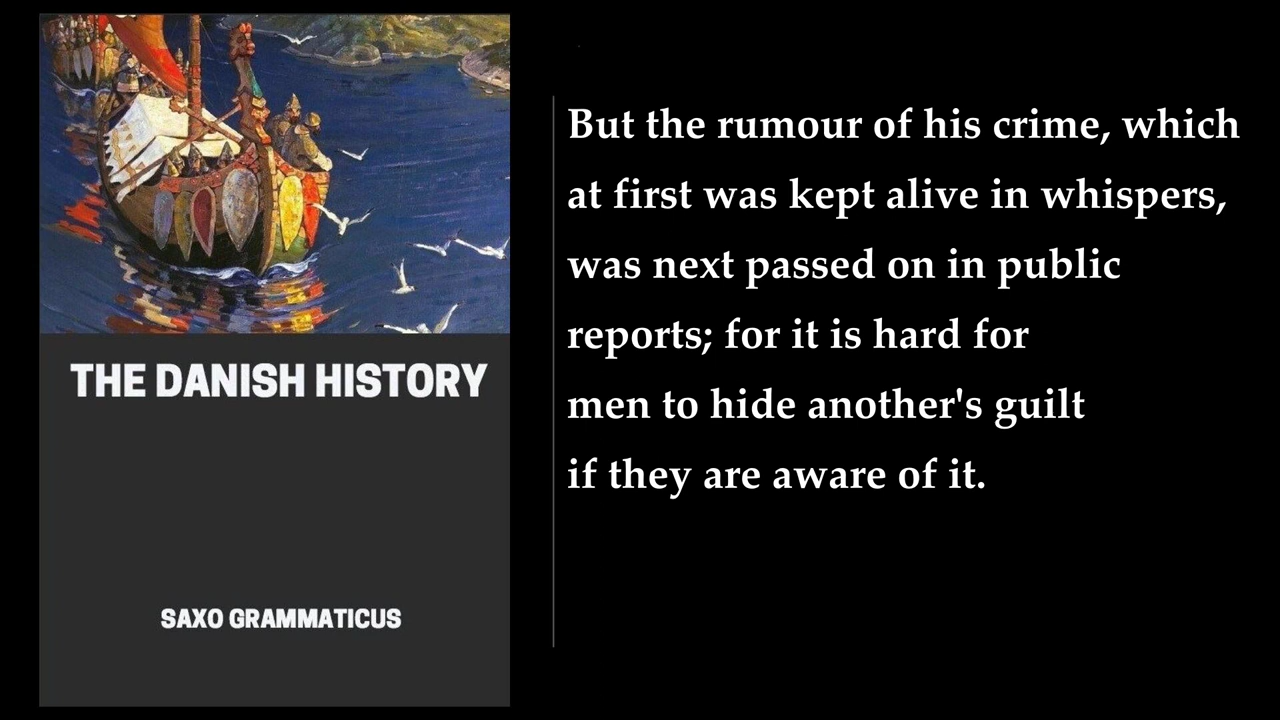 THE DANISH HISTORY
SAXO GRAMMATICUS
But the rumour of his crime, which
at first was kept alive in whispers,
was next passed on in public
reports; for it is hard for
men to hide another's guilt
if they are aware of it.